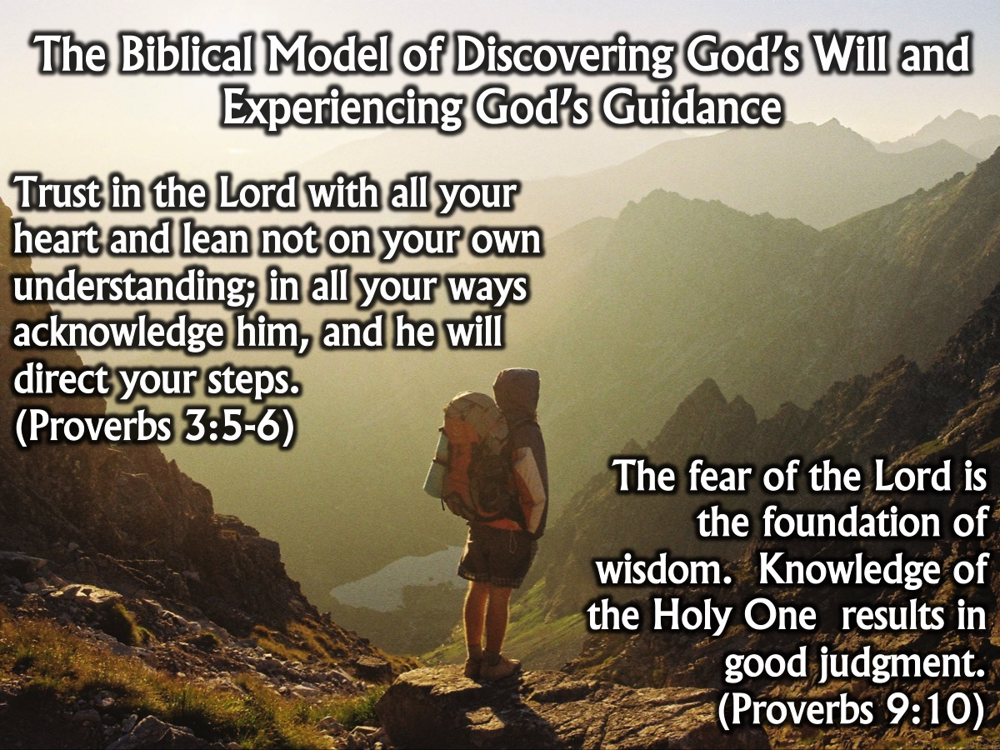 The Biblical Model of Discovering God's Will and
Experiencing God's Guidance
Trust in the Lord with all your
heart and lean not on your own
understanding; in all your ways
acknowledge him, and he will
direct your steps.
(Proverbs 3:5-6)
The fear of the Lord is
the foundation of
wisdom.  Knowledge of
the Holy One  results in
good judgment.
(Proverbs 9:10)